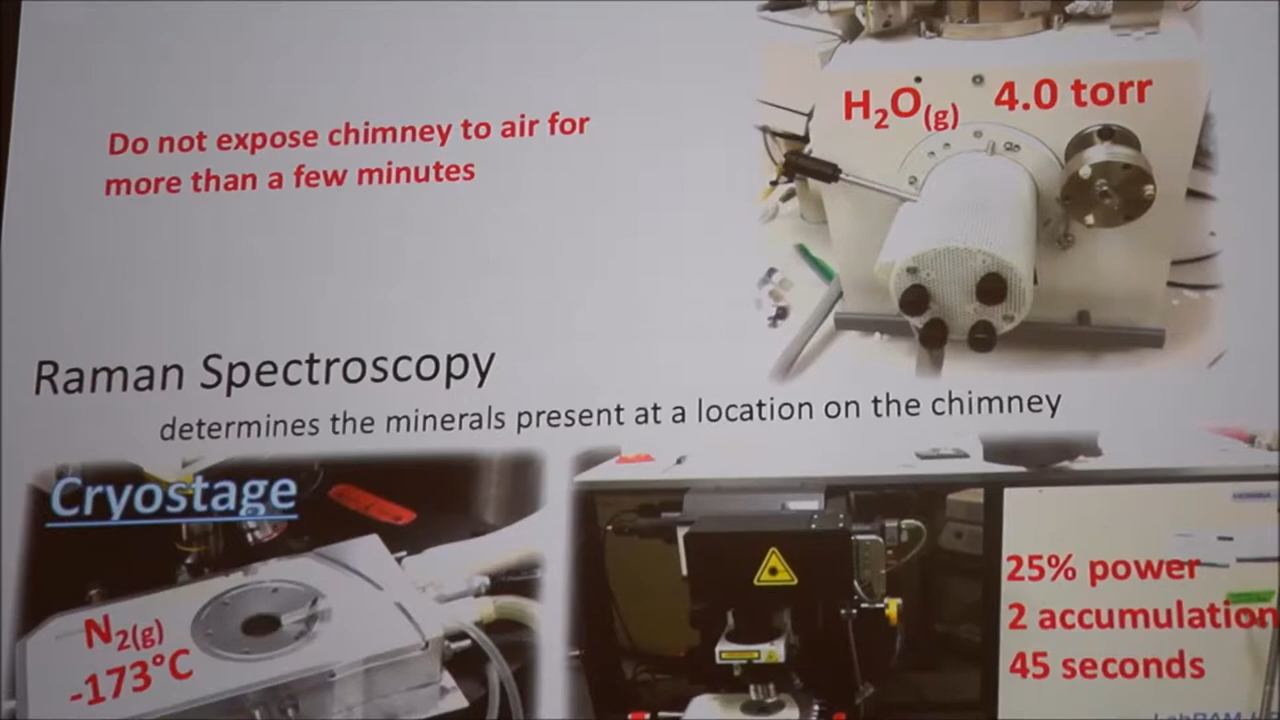 H₂O₍g₎ 4.0 torr
Do not expose chimney to air for
more than a few minutes
Raman Spectroscopy
determines the minerals present at a location on the chimney
Cryostage
N₂₍g₎
-173°C
25% power
2 accumulation
45 seconds